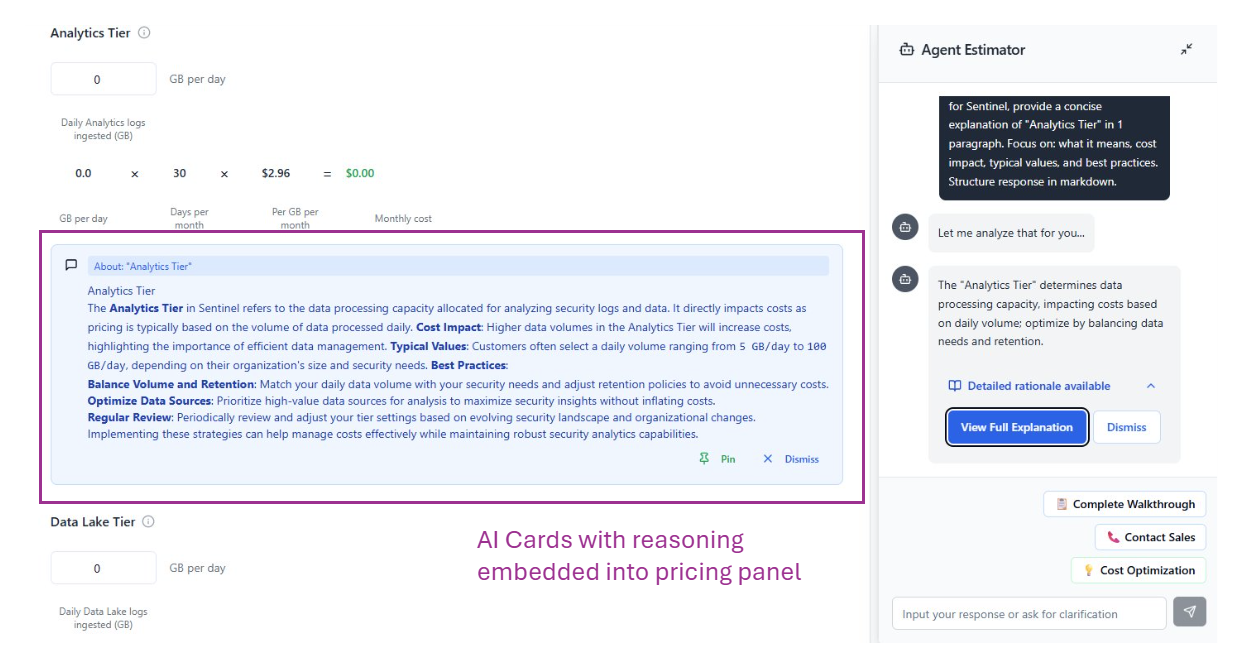 Analytics Tier
0
GB per day
Daily Analytics logs
ingested (GB)
0.0 × 30 × $2.96 = $0.00
GB per day
Days per
month
Per GB per
month
Monthly cost
About: "Analytics Tier"
Analytics Tier
The Analytics Tier in Sentinel refers to the data processing capacity allocated for analyzing security logs and data. It directly impacts costs as
pricing is typically based on the volume of data processed daily. Cost Impact: Higher data volumes in the Analytics Tier will increase costs,
highlighting the importance of efficient data management. Typical Values: Customers often select a daily volume ranging from 5 GB/day to 100
GB/day, depending on their organization's size and security needs. Best Practices:
Balance Volume and Retention: Match your daily data volume with your security needs and adjust retention policies to avoid unnecessary costs.
Optimize Data Sources: Prioritize high-value data sources for analysis to maximize security insights without inflating costs.
Regular Review: Periodically review and adjust your tier settings based on evolving security landscape and organizational changes.
Implementing these strategies can help manage costs effectively while maintaining robust security analytics capabilities.
Pin
Dismiss
Data Lake Tier
0
GB per day
Daily Data Lake logs
ingested (GB)
AI Cards with reasoning
embedded into pricing panel
Agent Estimator
for Sentinel, provide a concise
explanation of "Analytics Tier" in 1
paragraph. Focus on: what it means, cost
impact, typical values, and best practices.
Structure response in markdown.
Let me analyze that for you...
The "Analytics Tier" determines data
processing capacity, impacting costs based
on daily volume; optimize by balancing data
needs and retention.
Detailed rationale available
View Full Explanation
Dismiss
Complete Walkthrough
Contact Sales
Cost Optimization
Input your response or ask for clarification